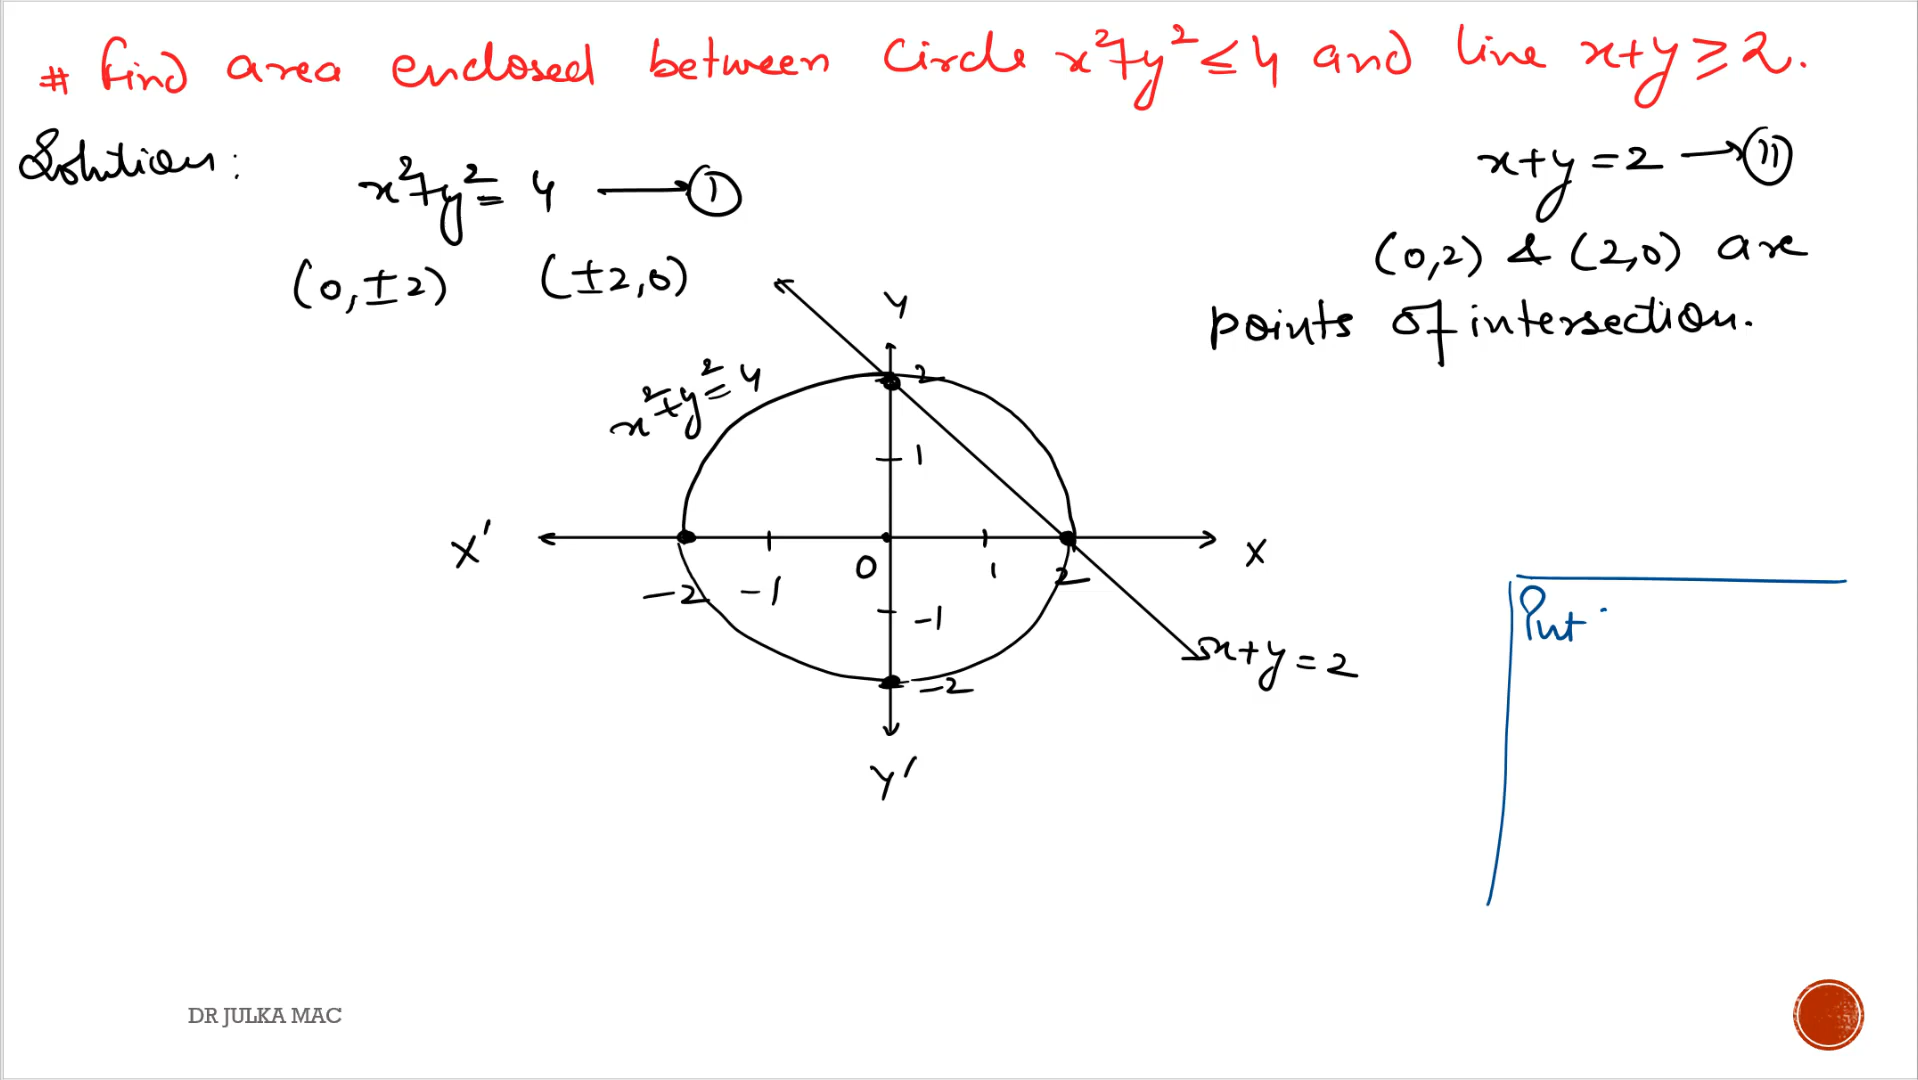 # Find area enclosed between Circle x²+y² ≤ 4 and line x+y ≥ 2.
Solution:
x²+y² = 4 → (I)
x+y = 2 → (II)
(0,±2) (±2,0)
(0,2) & (2,0) are
points of intersection.
Y
x²+y² = 4
2
1
X' O X
-2 -1 1 2
-1
-2
x+y = 2
Y'
Put
DR JULKA MAC